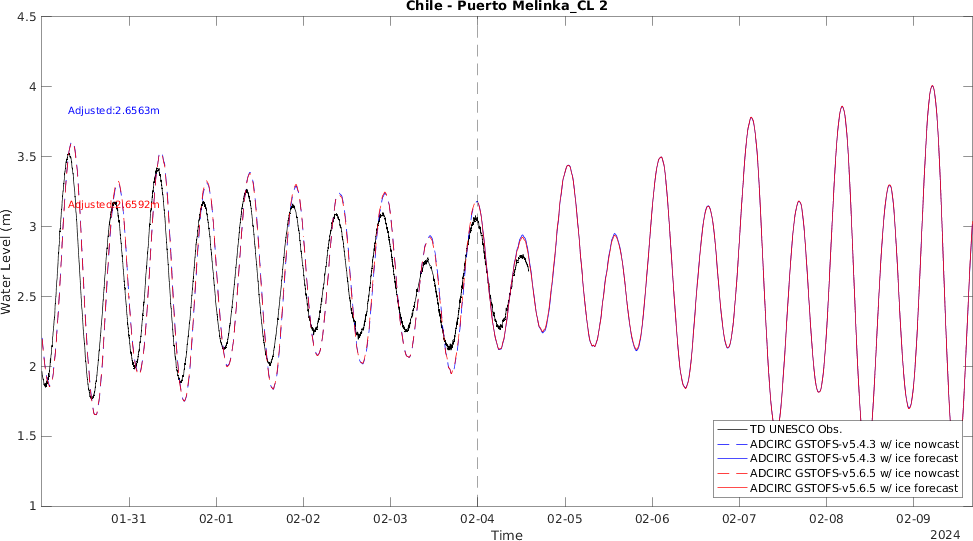 Chile - Puerto Melinka_CL 2
4.5
4
3.5
3
2.5
2
1.5
1
Water Level (m)
Adjusted:2.6563m
Adjusted:2.6592m
TD UNESCO Obs.
ADCIRC GSTOFS-v5.4.3 w/ ice nowcast
ADCIRC GSTOFS-v5.4.3 w/ ice forecast
ADCIRC GSTOFS-v5.6.5 w/ ice nowcast
ADCIRC GSTOFS-v5.6.5 w/ ice forecast
01-31 02-01 02-02 02-03 02-04 02-05 02-06 02-07 02-08 02-09
Time
2024